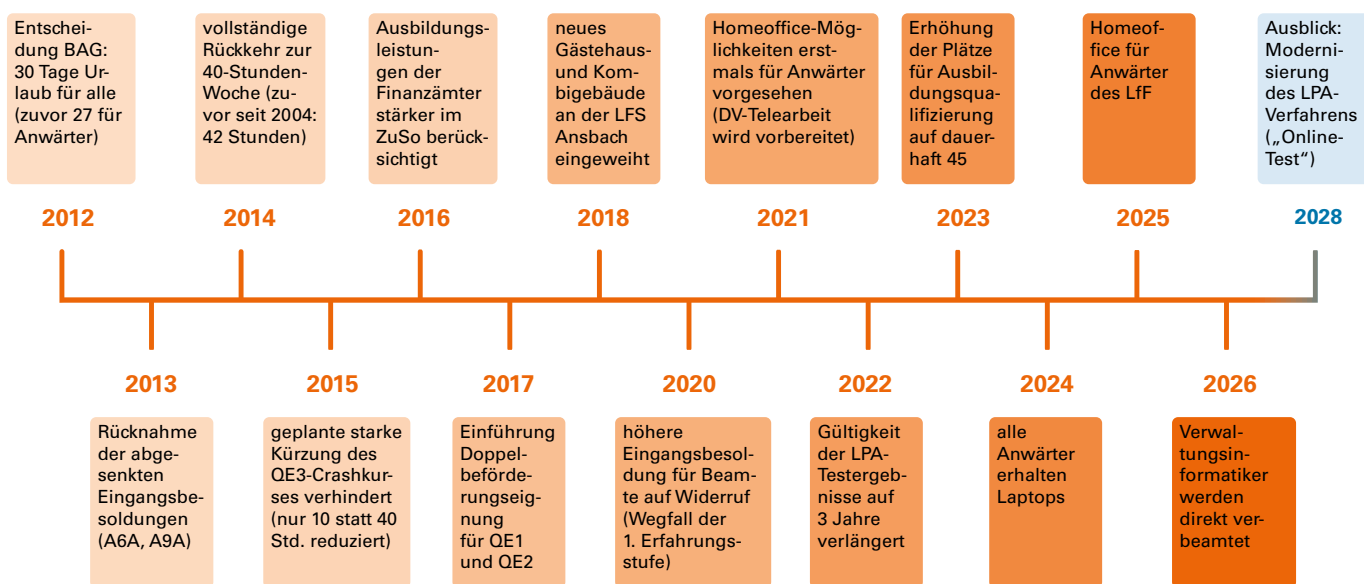 Entschei-
dung BAG:
30 Tage Ur-
laub für alle
(zuvor 27 für
Anwärter)
2012
vollständige
Rückkehr zur
40-Stunden-
Woche (zu-
vor seit 2004:
42 Stunden)
2014
Ausbildungs-
leistun-
gen der
Finanzämter
stärker im
ZuSo berück-
sichtigt
2016
neues
Gästehaus-
und Kom-
bigebäude
an der LFS
Ansbach
eingeweiht
2018
Homeoffice-Mög-
lichkeiten erst-
mals für Anwärter
vorgesehen
(DV-Telearbeit
wird vorbereitet)
2021
Erhöhung
der Plätze
für Ausbil-
dungsqua-
lifizierung
auf dauer-
haft 45
2023
Homeof-
fice für
Anwärter
des LfF
2025
Ausblick:
Moderni-
sierung
des LPA-
Verfahrens
(„Online-
Test“)
2028
2013
Rücknahme
der abge-
senkten
Eingangsbe-
soldungen
(A6A, A9A)
2015
geplante starke
Kürzung des
QE3-Crashkur-
ses verhindert
(nur 10 statt 40
Std. reduziert)
2017
Einführung
Doppel-
beförde-
rungseig-
nung
für QE1
und QE2
2020
höhere
Eingangsbesol-
dung für Beam-
te auf Widerruf
(Wegfall der
1. Erfahrungs-
stufe)
2022
Gültigkeit
der LPA-
Testergeb-
nisse auf
3 Jahre
verlängert
2024
alle
Anwärter
erhalten
Laptops
2026
Verwal-
tungsin-
formatiker
werden
direkt ver-
beamtet